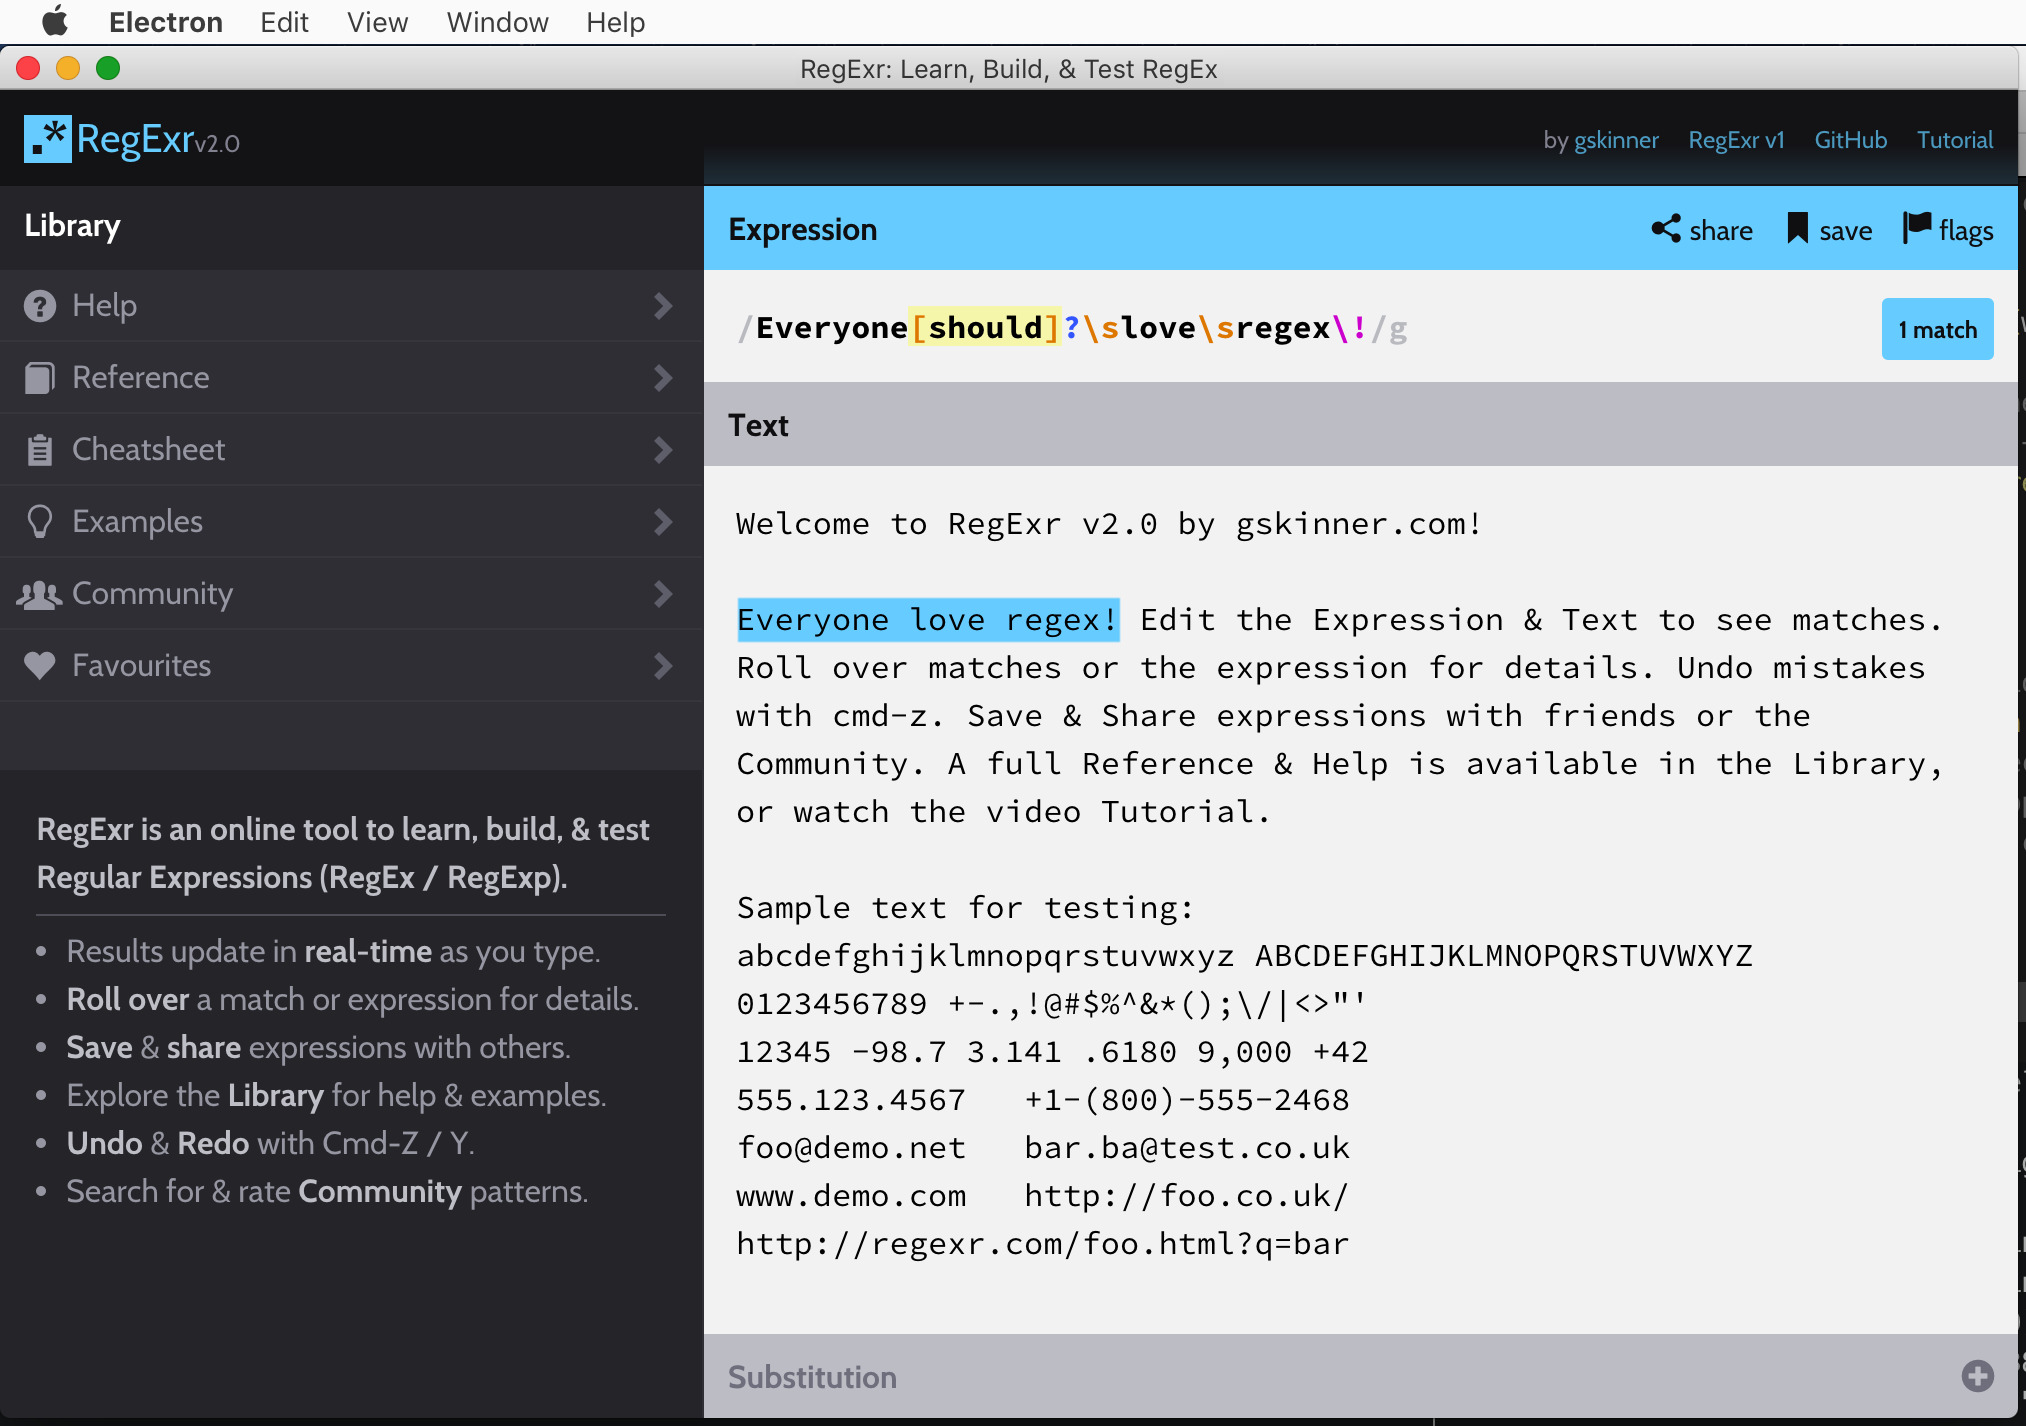 Electron Edit View Window Help
RegExr: Learn, Build, & Test RegEx
.* RegExr v2.0
by gskinner RegExr v1 GitHub Tutorial
Library
Help
Reference
Cheatsheet
Examples
Community
Favourites
RegExr is an online tool to learn, build, & test
Regular Expressions (RegEx / RegExp).
• Results update in real-time as you type.
• Roll over a match or expression for details.
• Save & share expressions with others.
• Explore the Library for help & examples.
• Undo & Redo with Cmd-Z / Y.
• Search for & rate Community patterns.
Expression share save flags
/Everyone[should]?\slove\sregex\!/g 1 match
Text
Welcome to RegExr v2.0 by gskinner.com!
Everyone love regex! Edit the Expression & Text to see matches.
Roll over matches or the expression for details. Undo mistakes
with cmd-z. Save & Share expressions with friends or the
Community. A full Reference & Help is available in the Library,
or watch the video Tutorial.
Sample text for testing:
abcdefghijklmnopqrstuvwxyz ABCDEFGHIJKLMNOPQRSTUVWXYZ
0123456789 +-.,!@#$%^&*();\/|<>"'
12345 -98.7 3.141 .6180 9,000 +42
555.123.4567 +1-(800)-555-2468
foo@demo.net bar.ba@test.co.uk
www.demo.com http://foo.co.uk/
http://regexr.com/foo.html?q=bar
Substitution